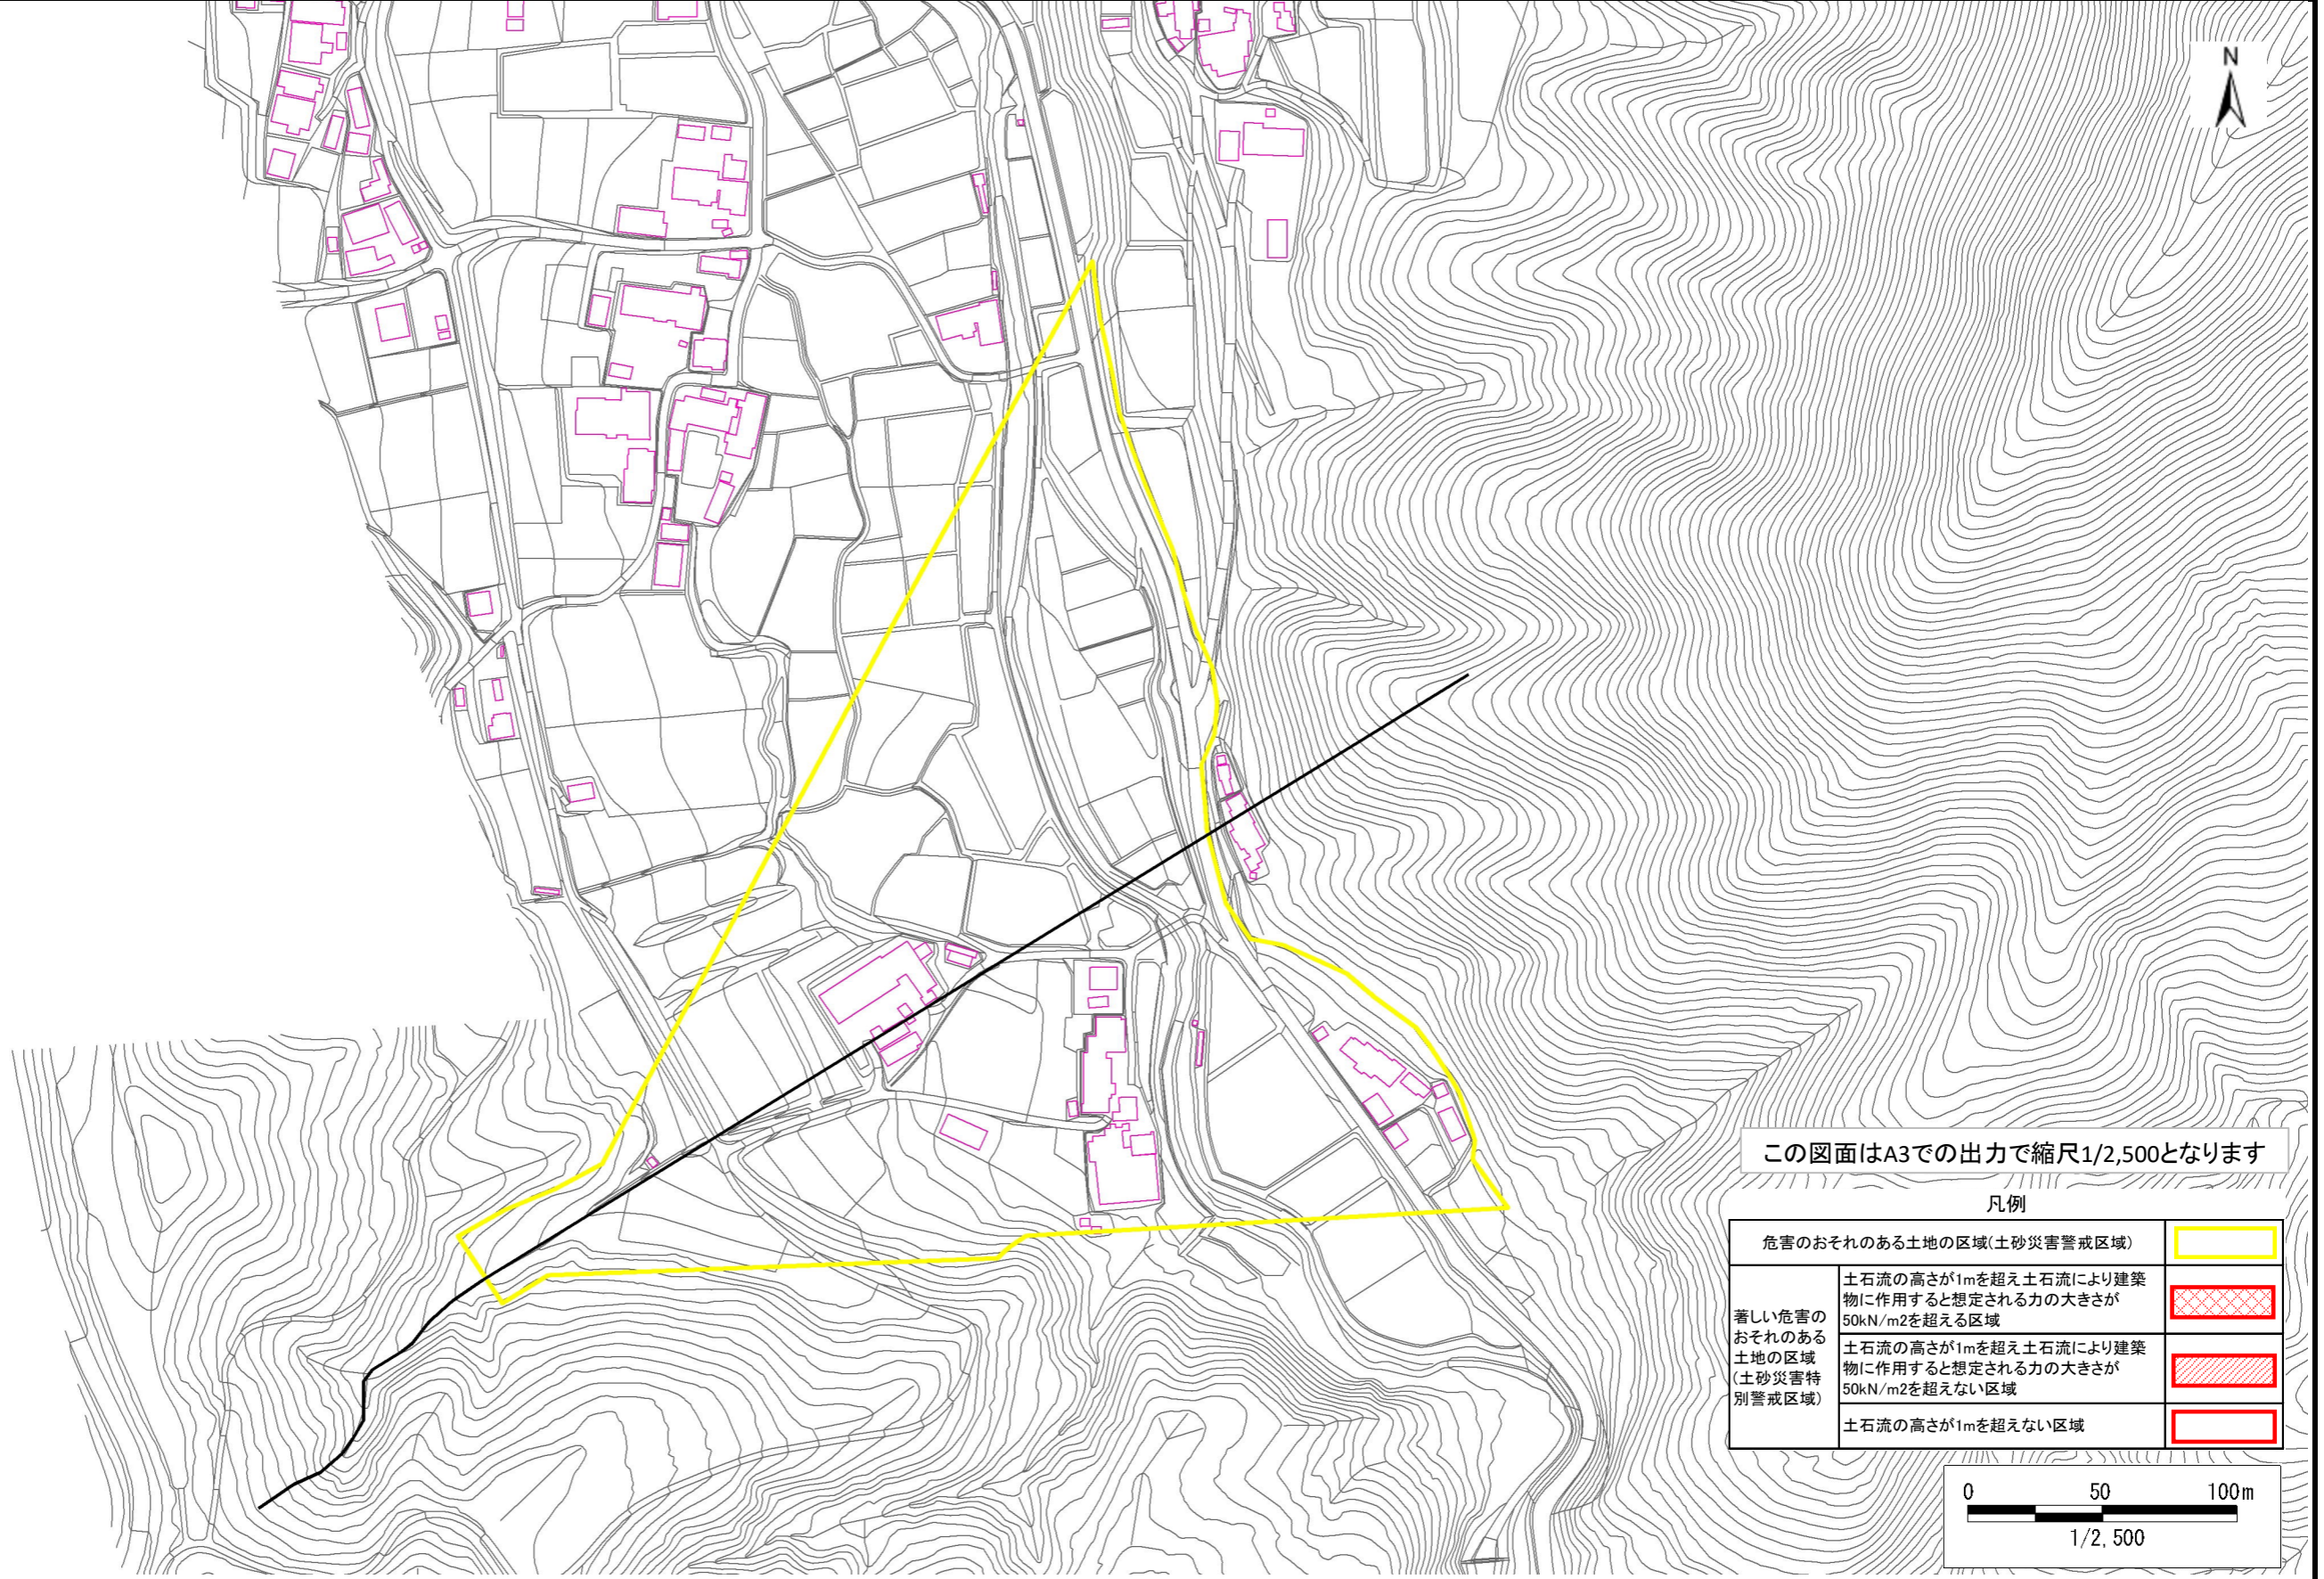 N
この図面はA3での出力で縮尺1/2,500となります
凡例
危害のおそれのある土地の区域(土砂災害警戒区域)
著しい危害の
おそれのある
土地の区域
(土砂災害特
別警戒区域)
土石流の高さが1mを超え土石流により建築
物に作用すると想定される力の大きさが
50kN/m2を超える区域
土石流の高さが1mを超え土石流により建築
物に作用すると想定される力の大きさが
50kN/m2を超えない区域
土石流の高さが1mを超えない区域
0 50 100m
1/2,500